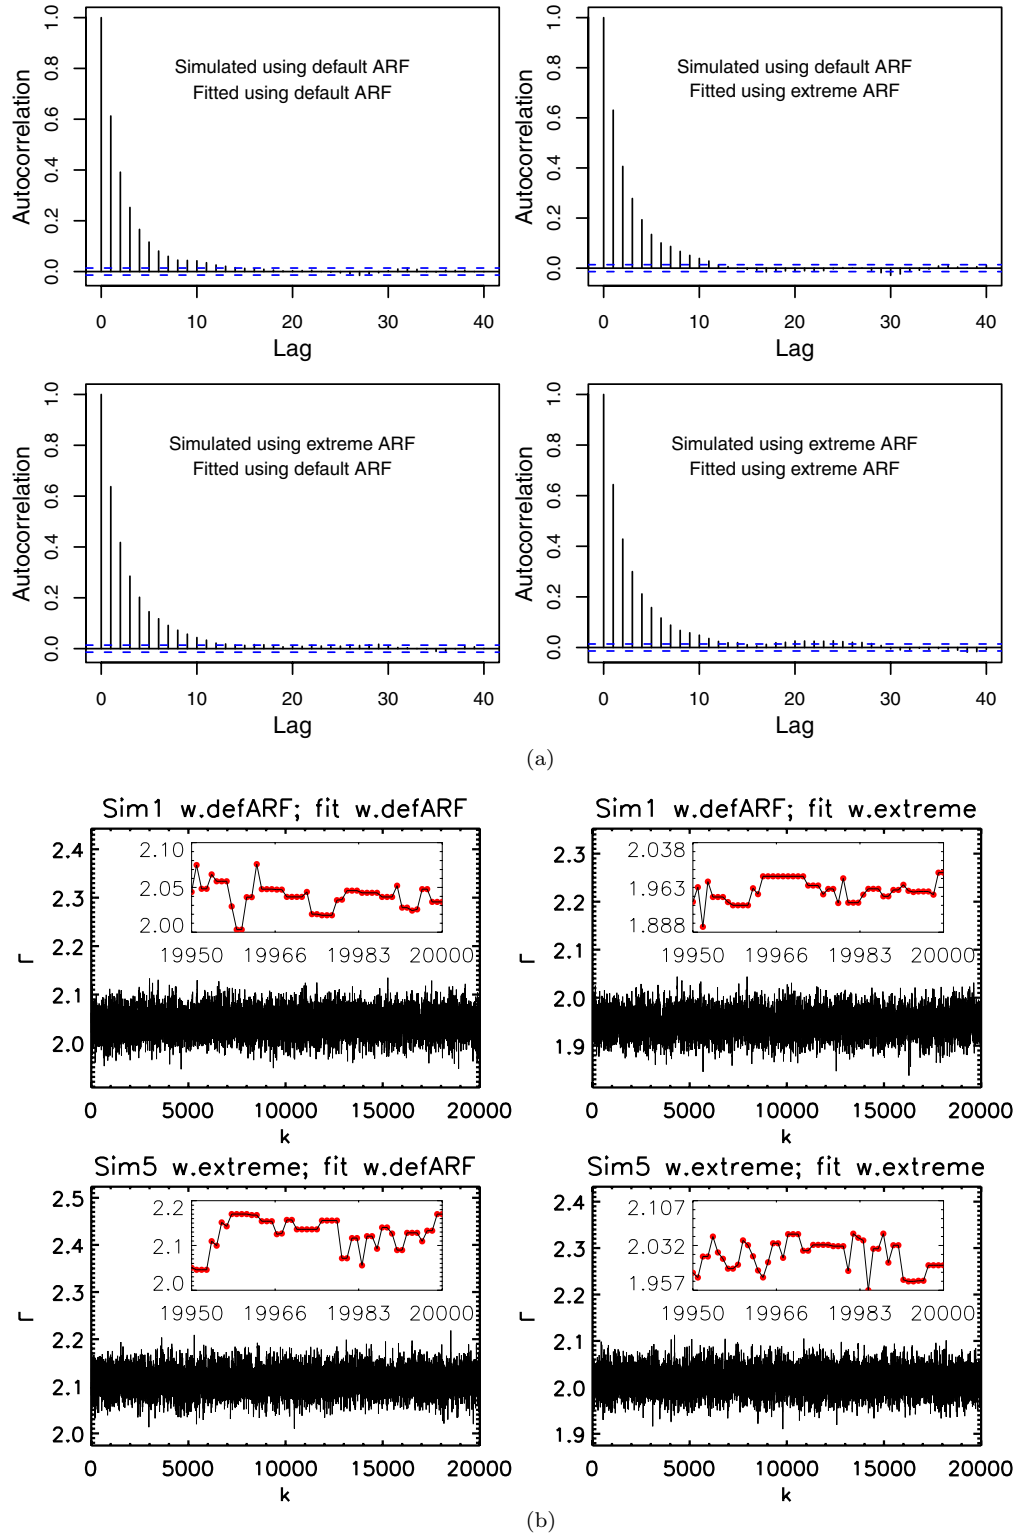 Simulated using default ARF
Fitted using default ARF
Autocorrelation
0.0 0.2 0.4 0.6 0.8 1.0
0 10 20 30 40
Lag
Simulated using default ARF
Fitted using extreme ARF
Autocorrelation
0.0 0.2 0.4 0.6 0.8 1.0
0 10 20 30 40
Lag
Simulated using extreme ARF
Fitted using default ARF
Autocorrelation
0.0 0.2 0.4 0.6 0.8 1.0
0 10 20 30 40
Lag
Simulated using extreme ARF
Fitted using extreme ARF
Autocorrelation
0.0 0.2 0.4 0.6 0.8 1.0
0 10 20 30 40
Lag
(a)
Sim1 w.defARF; fit w.defARF
2.4
2.3
2.2
2.1
2.0
Γ
2.10
2.05
2.00
19950 19966 19983 20000
0 5000 10000 15000 20000
k
Sim1 w.defARF; fit w.extreme
2.3
2.2
2.1
2.0
1.9
Γ
2.038
1.963
1.888
19950 19966 19983 20000
0 5000 10000 15000 20000
k
Sim5 w.extreme; fit w.defARF
2.5
2.4
2.3
2.2
2.1
2.0
Γ
2.2
2.1
2.0
19950 19966 19983 20000
0 5000 10000 15000 20000
k
Sim5 w.extreme; fit w.extreme
2.4
2.3
2.2
2.1
2.0
1.9
Γ
2.107
2.032
1.957
19950 19966 19983 20000
0 5000 10000 15000 20000
k
(b)